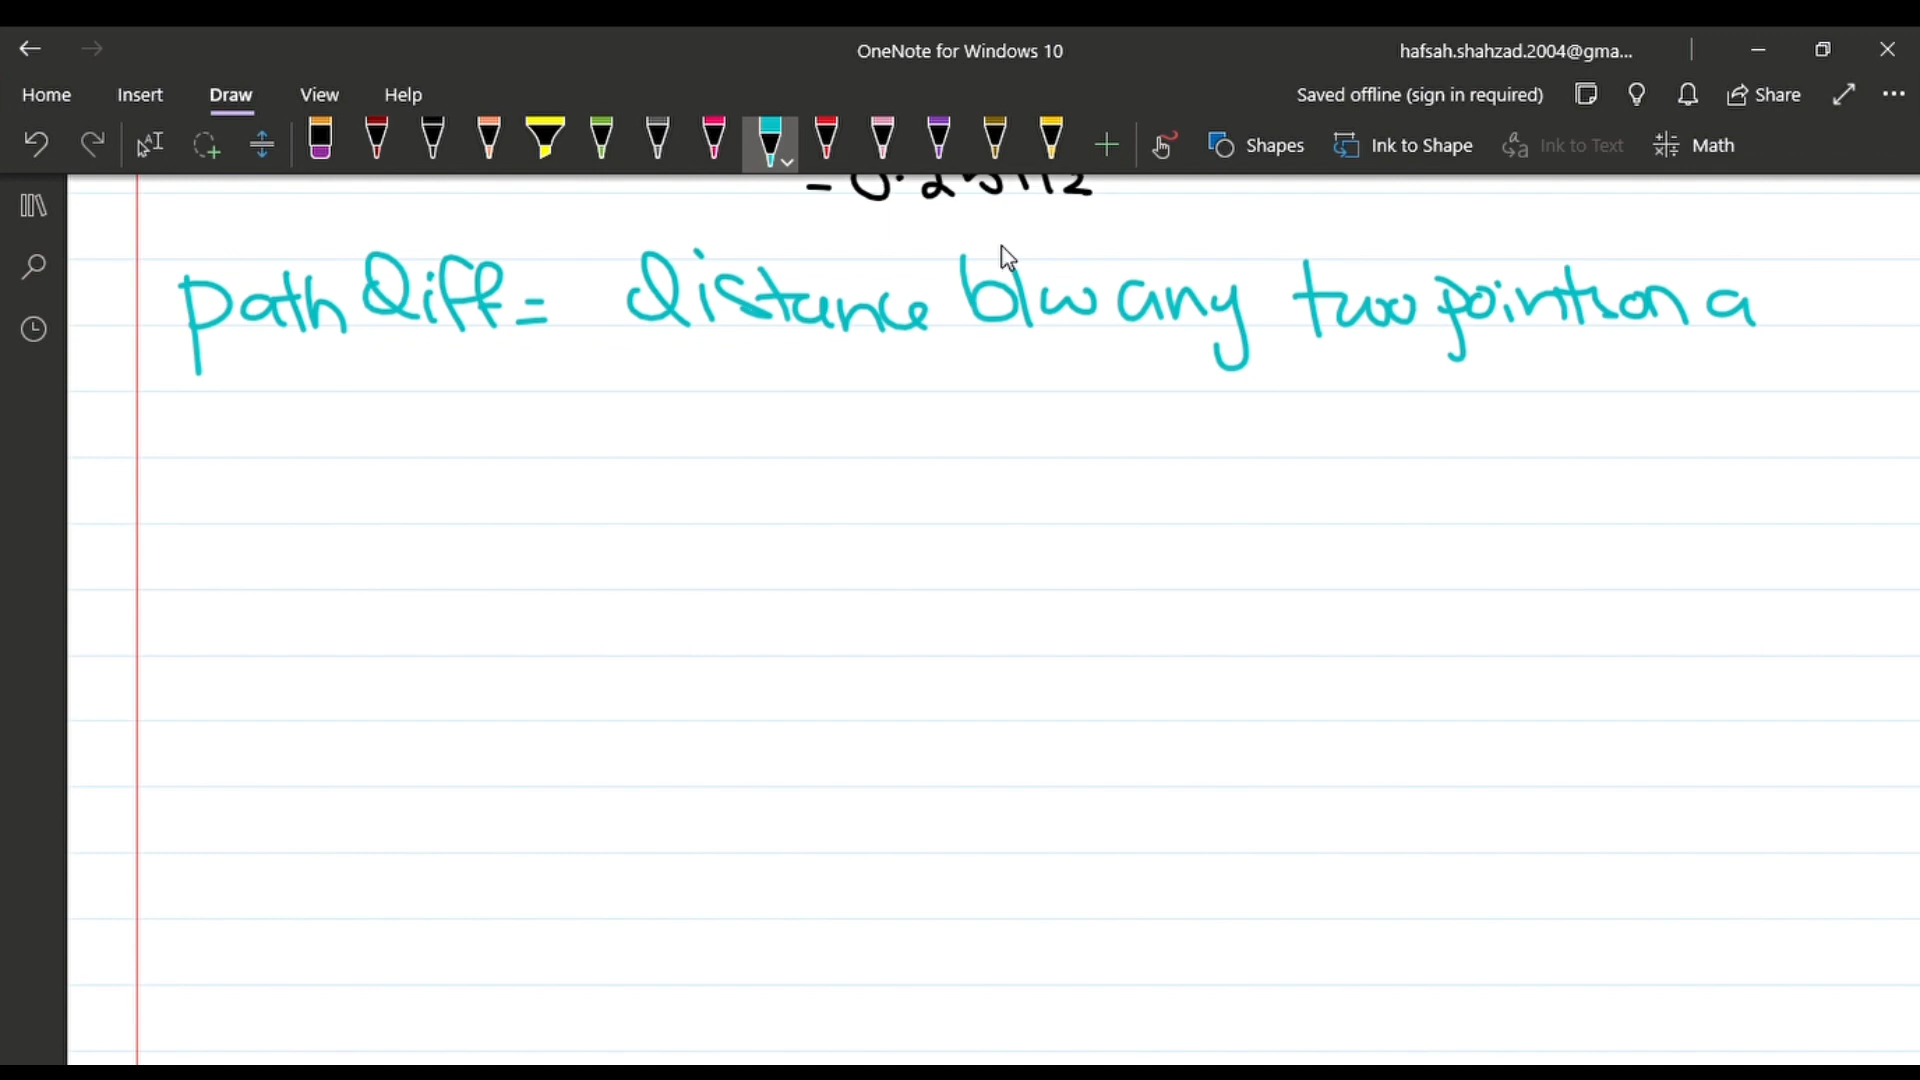 OneNote for Windows 10
hafsah.shahzad.2004@gma...
Home Insert Draw View Help
Saved offline (sign in required) Share
Shapes Ink to Shape Ink to Text Math
path diff = distance b/w any two points on a